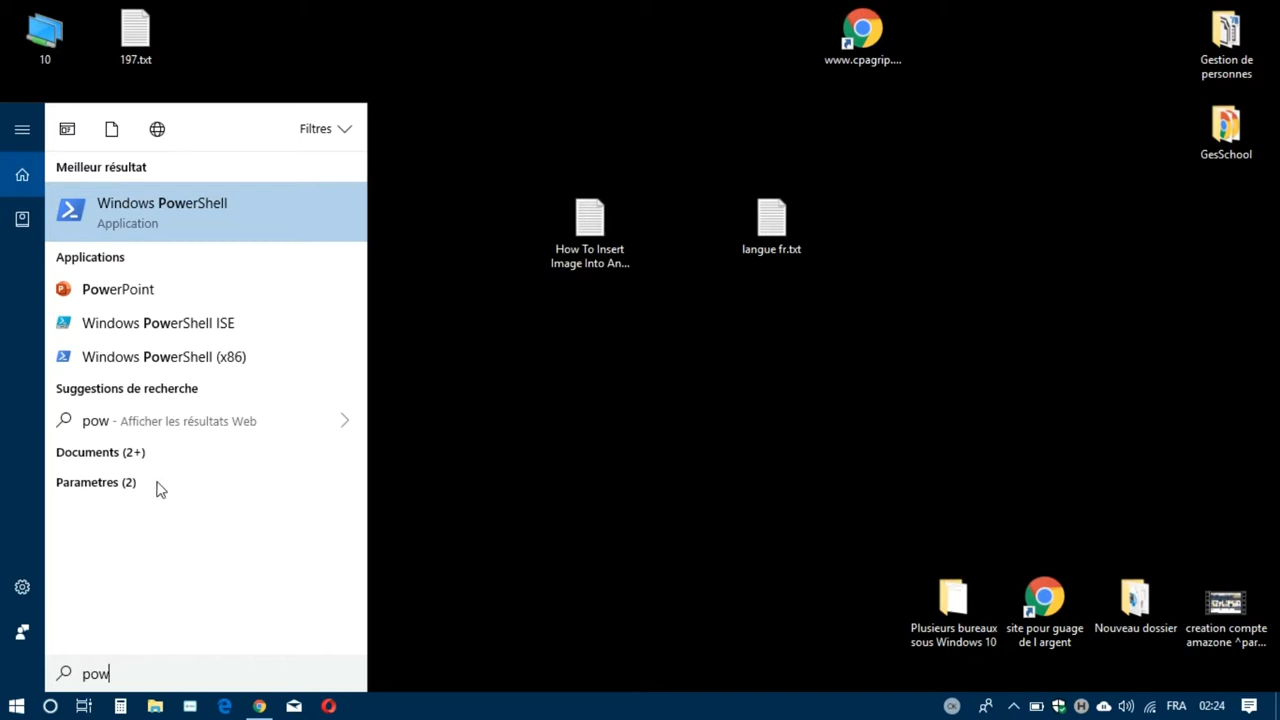 10
197.txt
www.cpagrip....
Gestion de
personnes
Filtres
GesSchool
Meilleur résultat
Windows PowerShell
Application
Applications
PowerPoint
Windows PowerShell ISE
Windows PowerShell (x86)
Suggestions de recherche
pow - Afficher les résultats Web
Documents (2+)
Parametres (2)
pow
How To Insert
Image Into An...
langue fr.txt
Plusieurs bureaux
sous Windows 10
site pour guage
de l argent
Nouveau dossier
creation compte
amazone ^par...
FRA
02:24